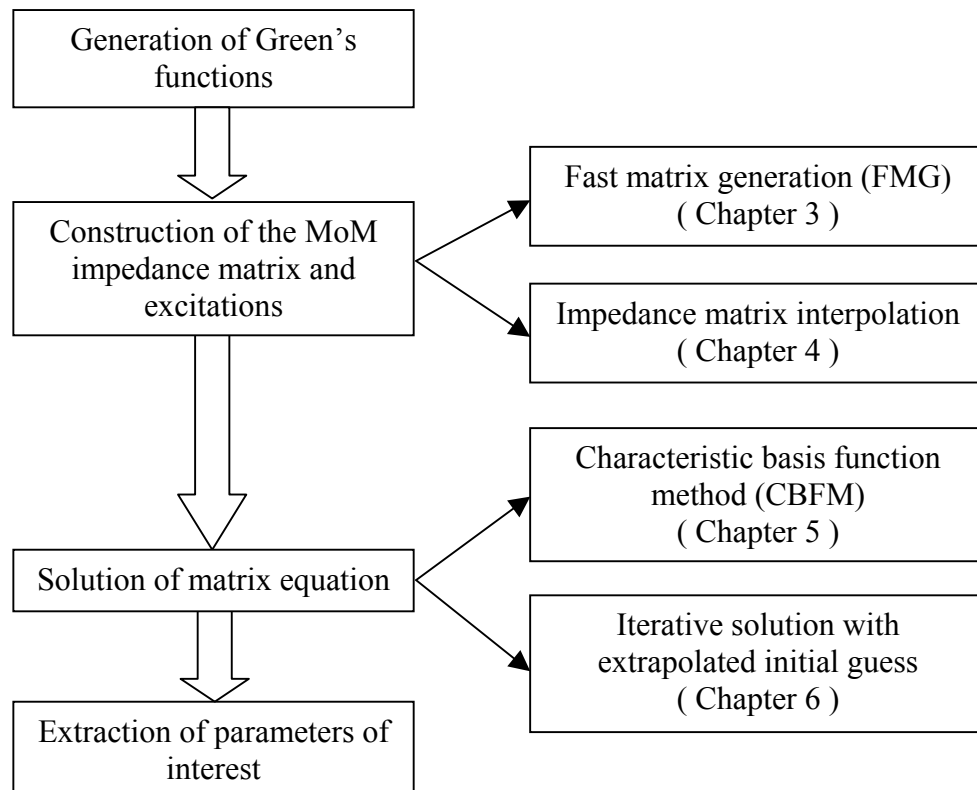 Generation of Green’s
functions
Construction of the MoM
impedance matrix and
excitations
Fast matrix generation (FMG)
( Chapter 3 )
Impedance matrix interpolation
( Chapter 4 )
Solution of matrix equation
Characteristic basis function
method (CBFM)
( Chapter 5 )
Iterative solution with
extrapolated initial guess
( Chapter 6 )
Extraction of parameters of
interest